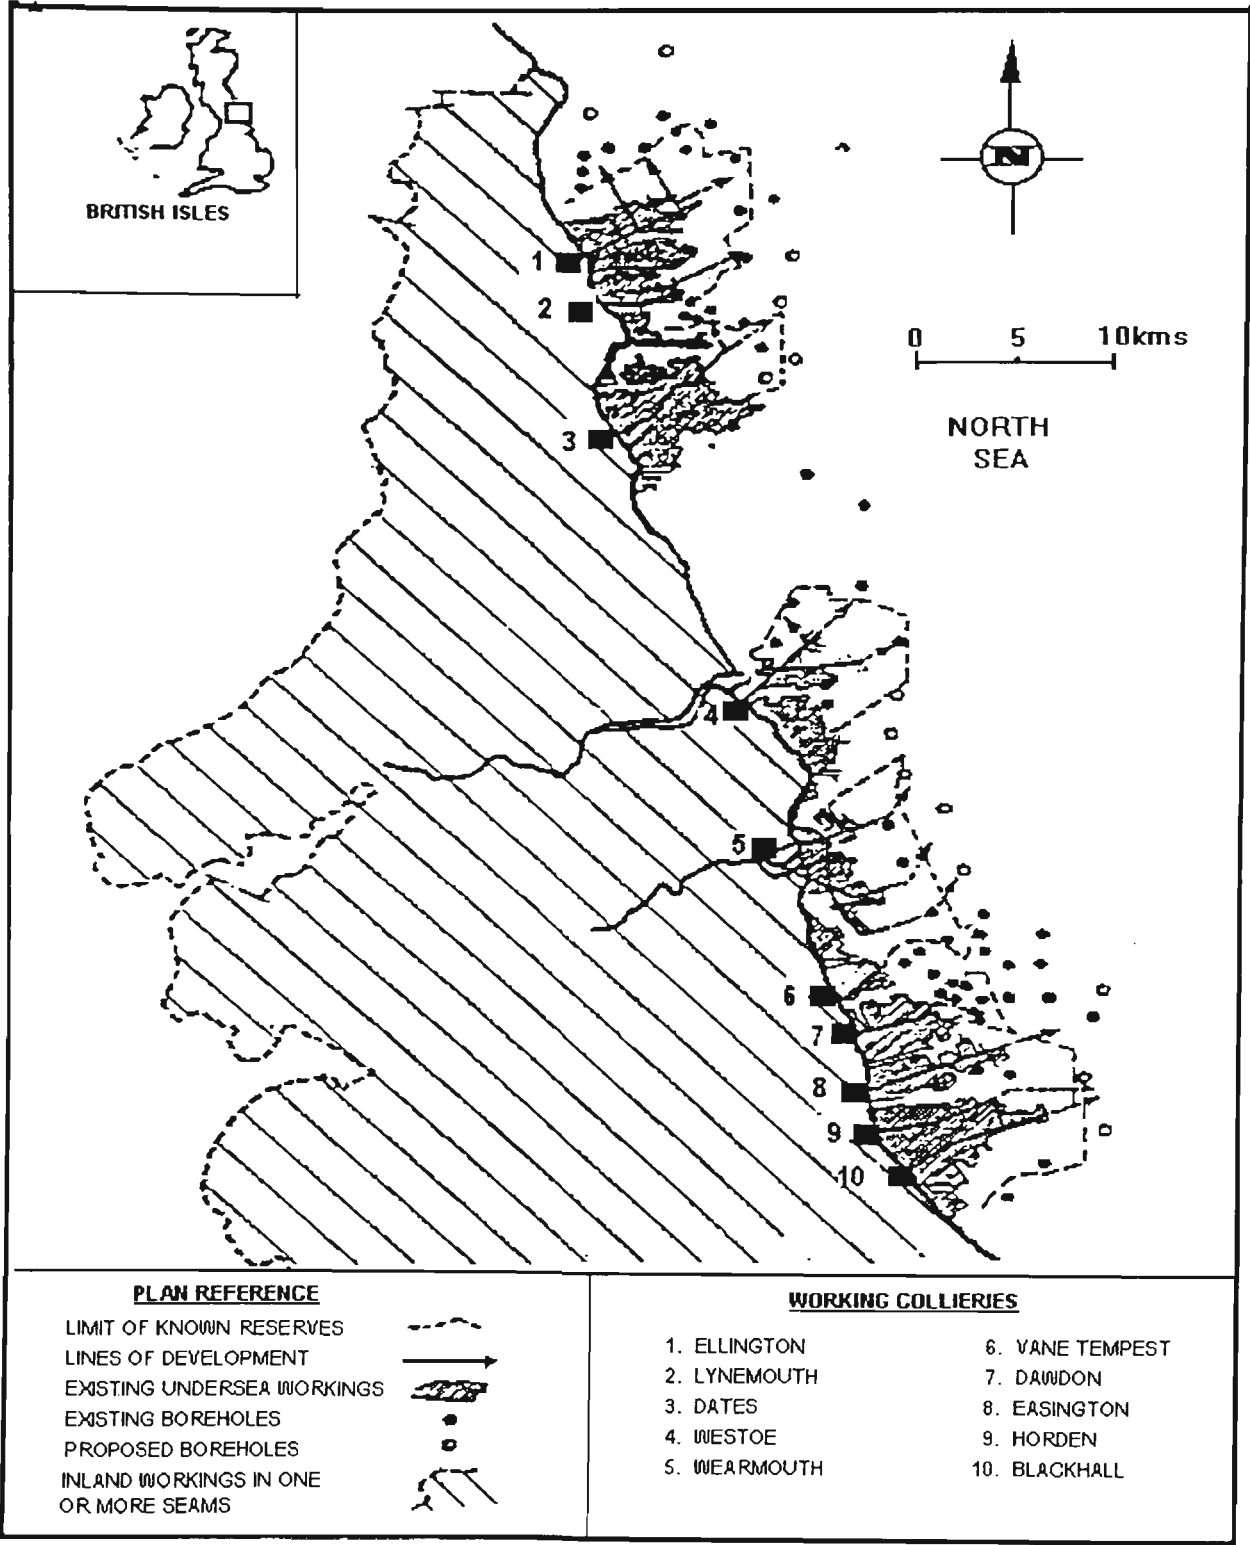 BRITISH ISLES
N
0 5 10kms
NORTH
SEA
1
2
3
4
5
6
7
8
9
10
PLAN REFERENCE
LIMIT OF KNOWN RESERVES
LINES OF DEVELOPMENT
EXISTING UNDERSEA WORKINGS
EXISTING BOREHOLES
PROPOSED BOREHOLES
INLAND WORKINGS IN ONE
OR MORE SEAMS
WORKING COLLIERIES
1. ELLINGTON
2. LYNEMOUTH
3. DATES
4. WESTOE
5. WEARMOUTH
6. VANE TEMPEST
7. DAWDON
8. EASINGTON
9. HORDEN
10. BLACKHALL